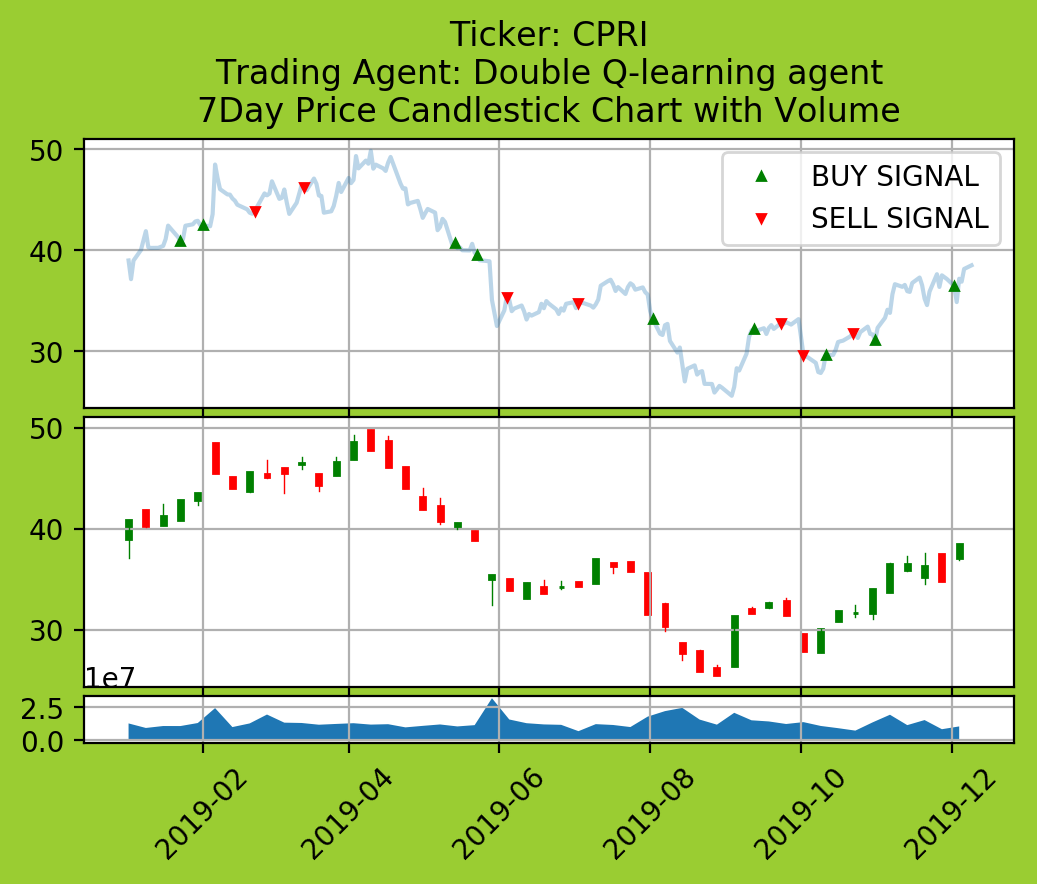 Ticker: CPRI
Trading Agent: Double Q-learning agent
7Day Price Candlestick Chart with Volume
50
40
30
BUY SIGNAL
SELL SIGNAL
50
40
30
1e7
2.5
0.0
2019-02
2019-04
2019-06
2019-08
2019-10
2019-12